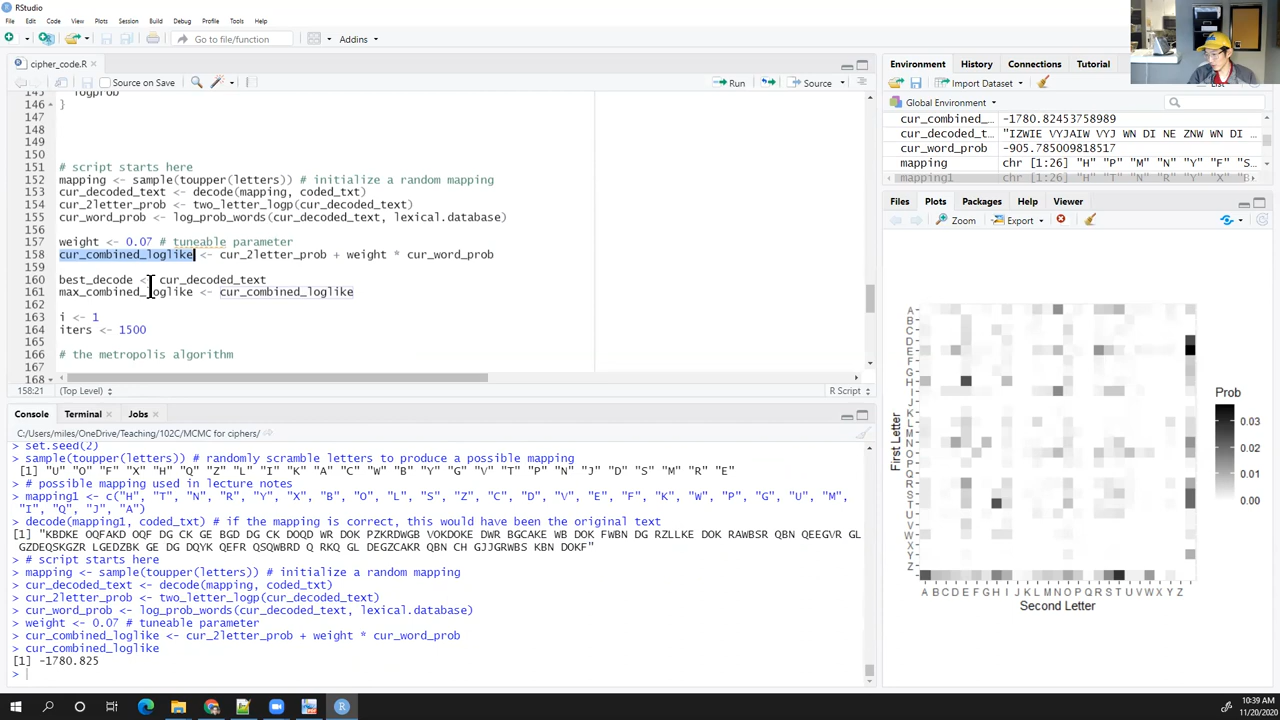 RStudio
File Edit Code View Plots Session Build Debug Profile Tools Help
Go to file/function
Addins
cipher_code.R
Source on Save
Run
Source
145 logprob
146 }
147
148
149
150
151 # script starts here
152 mapping <- sample(toupper(letters)) # initialize a random mapping
153 cur_decoded_text <- decode(mapping, coded_txt)
154 cur_2letter_prob <- two_letter_logp(cur_decoded_text)
155 cur_word_prob <- log_prob_words(cur_decoded_text, lexical.database)
156
157 weight <- 0.07 # tuneable parameter
158 cur_combined_loglike <- cur_2letter_prob + weight * cur_word_prob
159
160 best_decode <- cur_decoded_text
161 max_combined_loglike <- cur_combined_loglike
162
163 i <- 1
164 iters <- 1500
165
166 # the metropolis algorithm
167
168
158:21 (Top Level) R Script
Console Terminal Jobs
C:/Users/miles/OneDrive/Teaching/102C/MCMC for ciphers/
> set.seed(2)
> sample(toupper(letters)) # randomly scramble letters to produce a possible mapping
[1] "U" "O" "F" "X" "H" "Q" "Z" "L" "I" "K" "A" "C" "W" "B" "Y" "G" "V" "T" "P" "N" "J" "D" "S" "M" "R" "E"
> # possible mapping used in lecture notes
> mapping1 <- c("H", "T", "N", "R", "Y", "X", "B", "O", "L", "S", "Z", "C", "D", "V", "E", "F", "K", "W", "P", "G", "U", "M",
"I", "Q", "J", "A")
> decode(mapping1, coded_txt) # if the mapping is correct, this would have been the original text
[1] "KBDKE OQFAKD OQF DG CK GE BGD DG CK DOQD WR DOK PZKRDWGB VOKDOKE DWR BGCAKE WB DOK FWBN DG RZLLKE DOK RAWBSR QBN QEEGVR GL
GZDEQSKGZR LGEDZBK GE DG DQYK QEFR QSQWBRD Q RKQ GL DEGZCAKR QBN CH GJJGRWBS KBN DOKF"
> # script starts here
> mapping <- sample(toupper(letters)) # initialize a random mapping
> cur_decoded_text <- decode(mapping, coded_txt)
> cur_2letter_prob <- two_letter_logp(cur_decoded_text)
> cur_word_prob <- log_prob_words(cur_decoded_text, lexical.database)
> weight <- 0.07 # tuneable parameter
> cur_combined_loglike <- cur_2letter_prob + weight * cur_word_prob
> cur_combined_loglike
[1] -1780.825
>
Environment History Connections Tutorial
Import Dataset
List
Global Environment
cur_combined_… -1780.82453758989
cur_decoded_t… "IZWIE VYJAIW VYJ WN DI NE ZNW WN DI …
cur_word_prob -905.785009818517
mapping chr [1:26] "H" "P" "M" "N" "Y" "F" "S…
mapping1 chr [1:26] "H" "T" "N" "R" "Y" "X" "B…
Files Plots Packages Help Viewer
Zoom Export
A
B
C
D
E
F
G
H
I
J
K
L
M
N
O
P
Q
R
S
T
U
V
W
X
Y
Z
First Letter
A B C D E F G H I J K L M N O P Q R S T U V W X Y Z
Second Letter
Prob
0.03
0.02
0.01
0.00
10:39 AM
11/20/2020